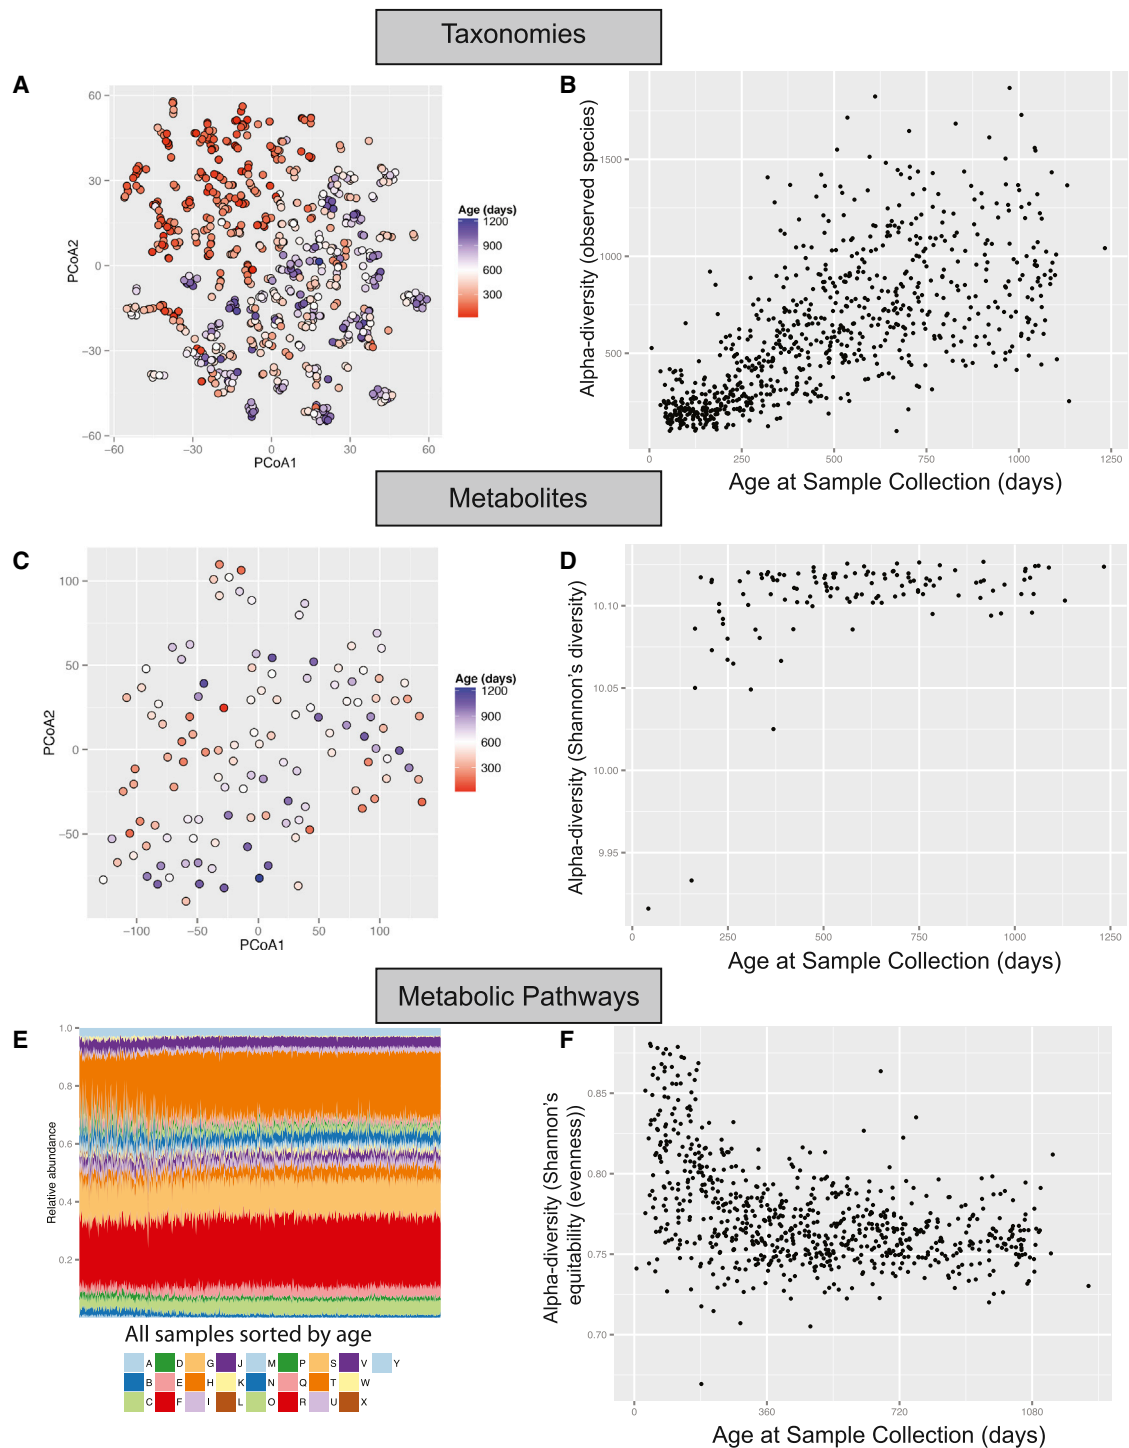 Taxonomies
A
60
30
0
−30
−60
−60
−30
0
30
60
PCoA2
PCoA1
Age (days)
1200
900
600
300
B
1500
1000
500
0
250
500
750
1000
1250
Alpha-diversity (observed species)
Age at Sample Collection (days)
Metabolites
C
100
50
0
−50
−100
−50
0
50
100
PCoA2
PCoA1
Age (days)
1200
900
600
300
D
10.10
10.05
10.00
9.95
0
250
500
750
1000
1250
Alpha-diversity (Shannon's diversity)
Age at Sample Collection (days)
Metabolic Pathways
E
1.0
0.8
0.6
0.4
0.2
Relative abundance
All samples sorted by age
A D G J M P S V Y
B E H K N Q T W
C F I L O R U X
F
0.85
0.80
0.75
0.70
0
360
720
1080
Alpha-diversity (Shannon's
equitability (evenness))
Age at Sample Collection (days)